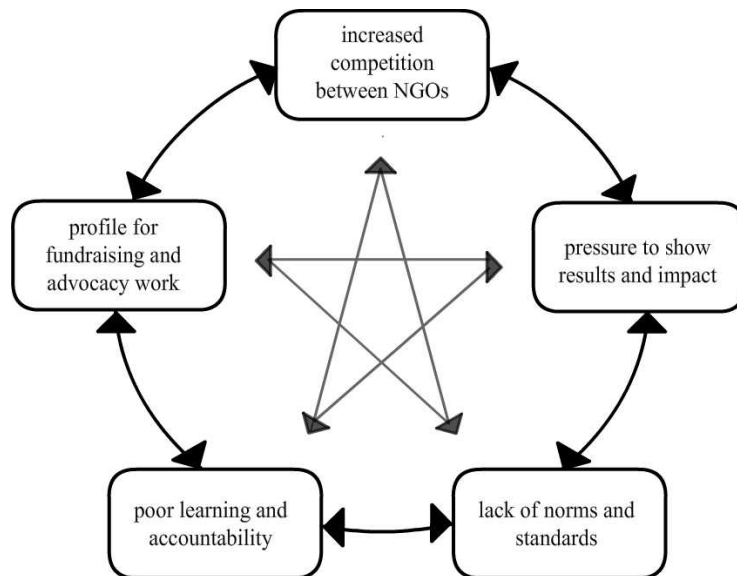 increased
competition
between NGOs
profile for
fundraising and
advocacy work
pressure to show
results and impact
poor learning and
accountability
lack of norms and
standards